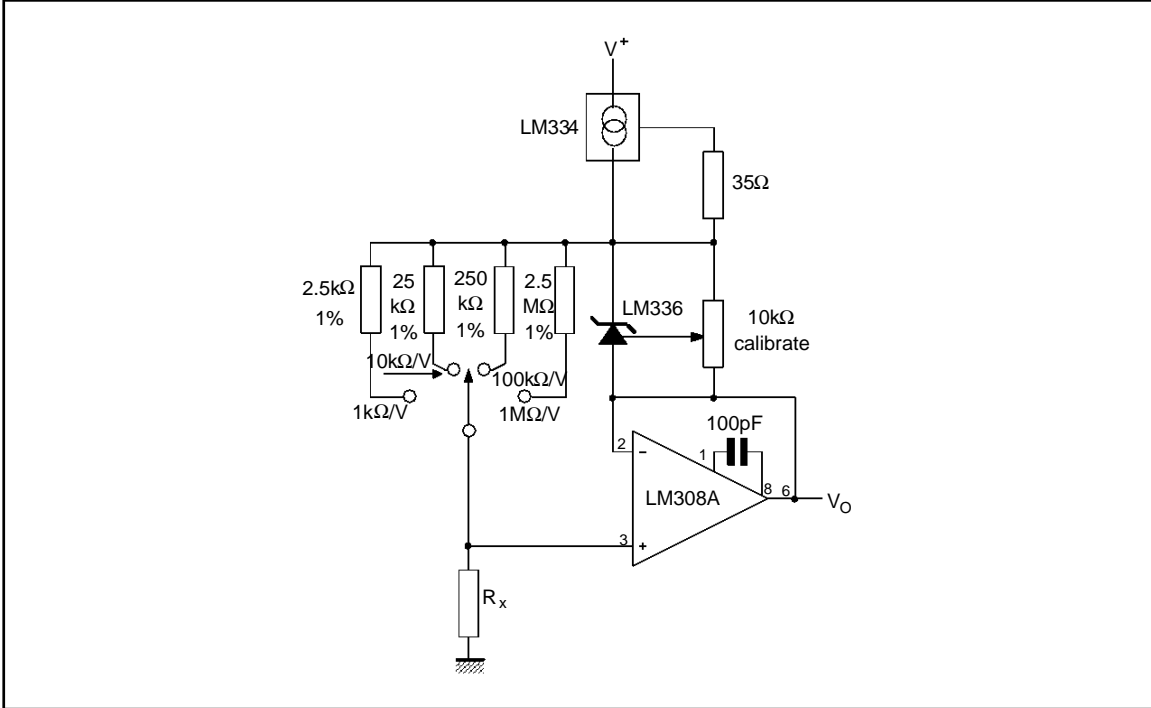 V+
LM334
35Ω
2.5kΩ
1%
25
kΩ
1%
250
kΩ
1%
2.5
MΩ
1%
LM336
10kΩ
calibrate
10kΩ/V
100kΩ/V
1kΩ/V
1MΩ/V
100pF
2
-
1
8
6
LM308A
VO
3
+
Rx